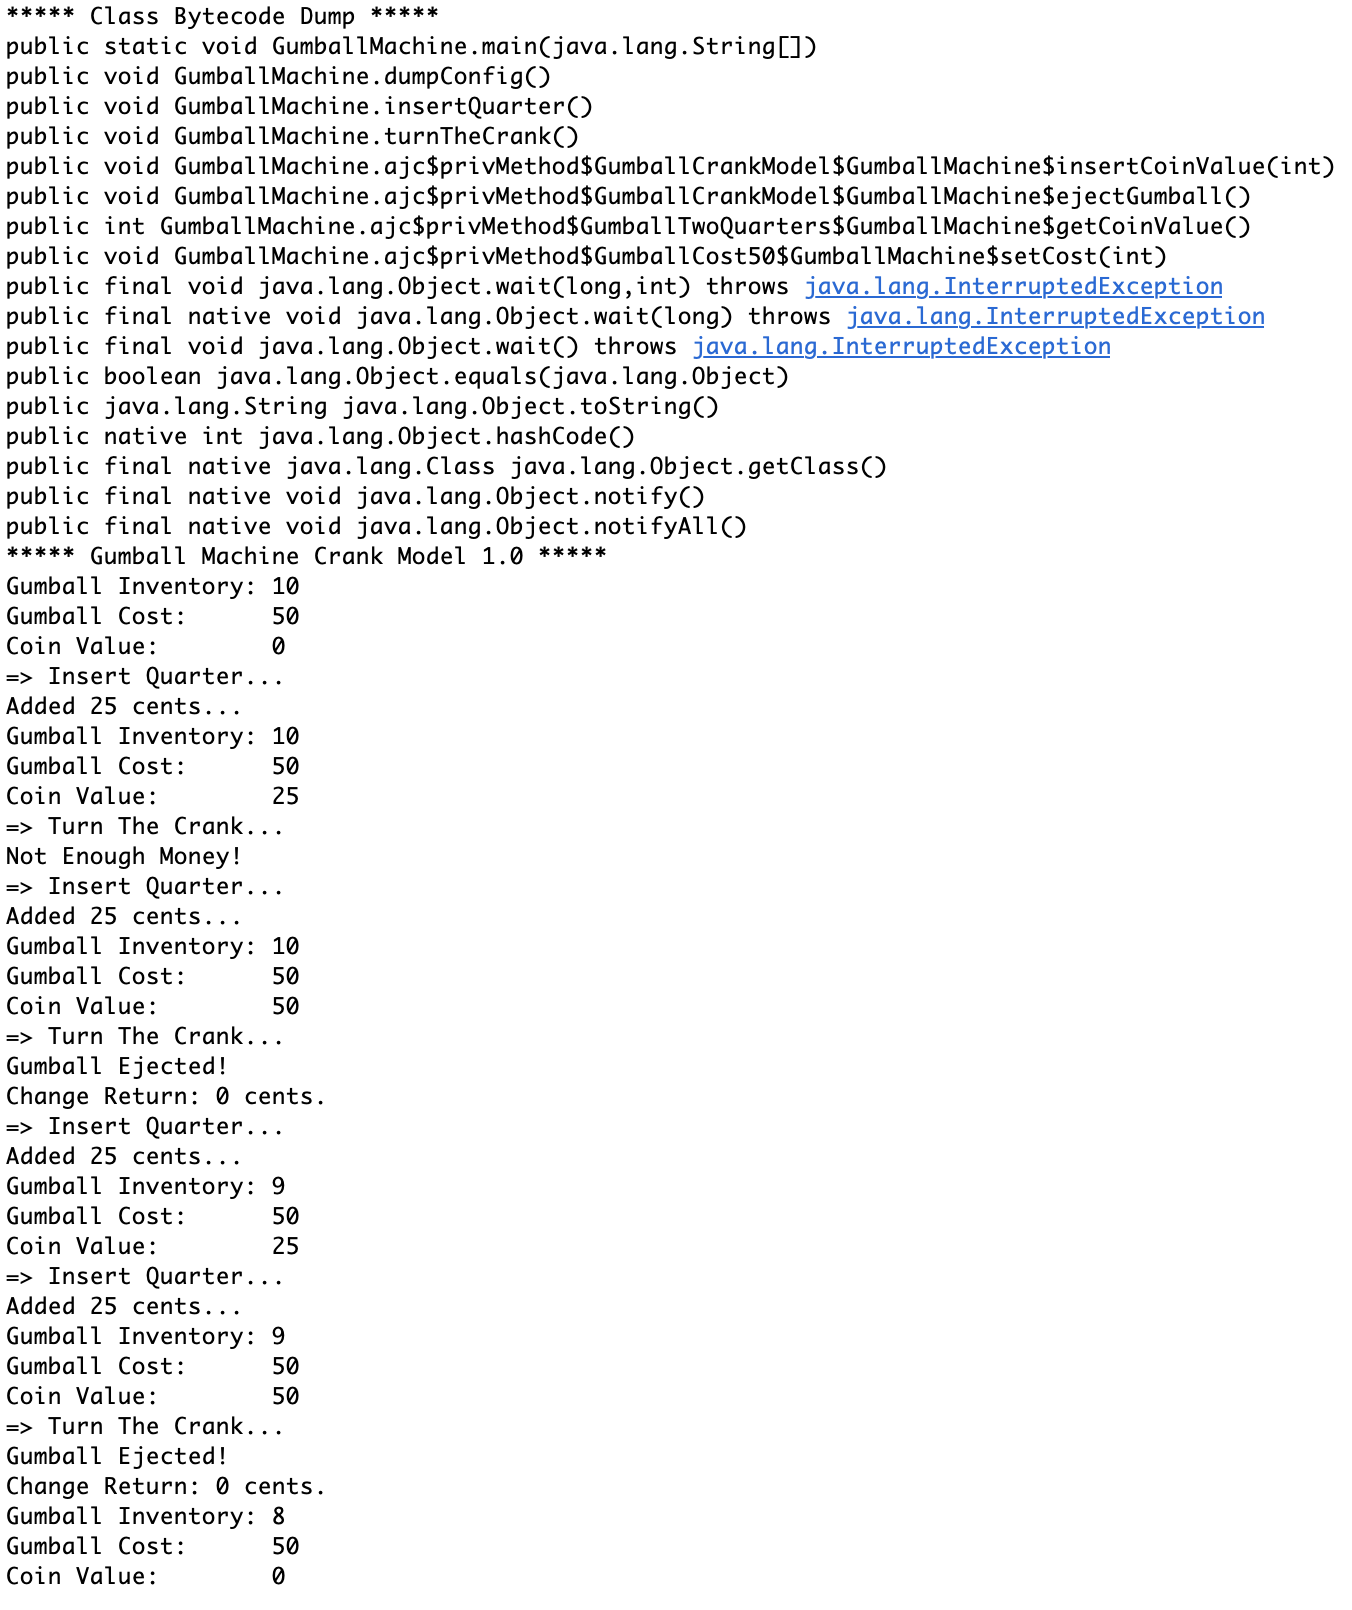 ***** Class Bytecode Dump *****
public static void GumballMachine.main(java.lang.String[])
public void GumballMachine.dumpConfig()
public void GumballMachine.insertQuarter()
public void GumballMachine.turnTheCrank()
public void GumballMachine.ajc$privMethod$GumballCrankModel$GumballMachine$insertCoinValue(int)
public void GumballMachine.ajc$privMethod$GumballCrankModel$GumballMachine$ejectGumball()
public int GumballMachine.ajc$privMethod$GumballTwoQuarters$GumballMachine$getCoinValue()
public void GumballMachine.ajc$privMethod$GumballCost50$GumballMachine$setCost(int)
public final void java.lang.Object.wait(long,int) throws java.lang.InterruptedException
public final native void java.lang.Object.wait(long) throws java.lang.InterruptedException
public final void java.lang.Object.wait() throws java.lang.InterruptedException
public boolean java.lang.Object.equals(java.lang.Object)
public java.lang.String java.lang.Object.toString()
public native int java.lang.Object.hashCode()
public final native java.lang.Class java.lang.Object.getClass()
public final native void java.lang.Object.notify()
public final native void java.lang.Object.notifyAll()
***** Gumball Machine Crank Model 1.0 *****
Gumball Inventory: 10
Gumball Cost:      50
Coin Value:        0
=> Insert Quarter...
Added 25 cents...
Gumball Inventory: 10
Gumball Cost:      50
Coin Value:        25
=> Turn The Crank...
Not Enough Money!
=> Insert Quarter...
Added 25 cents...
Gumball Inventory: 10
Gumball Cost:      50
Coin Value:        50
=> Turn The Crank...
Gumball Ejected!
Change Return: 0 cents.
=> Insert Quarter...
Added 25 cents...
Gumball Inventory: 9
Gumball Cost:      50
Coin Value:        25
=> Insert Quarter...
Added 25 cents...
Gumball Inventory: 9
Gumball Cost:      50
Coin Value:        50
=> Turn The Crank...
Gumball Ejected!
Change Return: 0 cents.
Gumball Inventory: 8
Gumball Cost:      50
Coin Value:        0